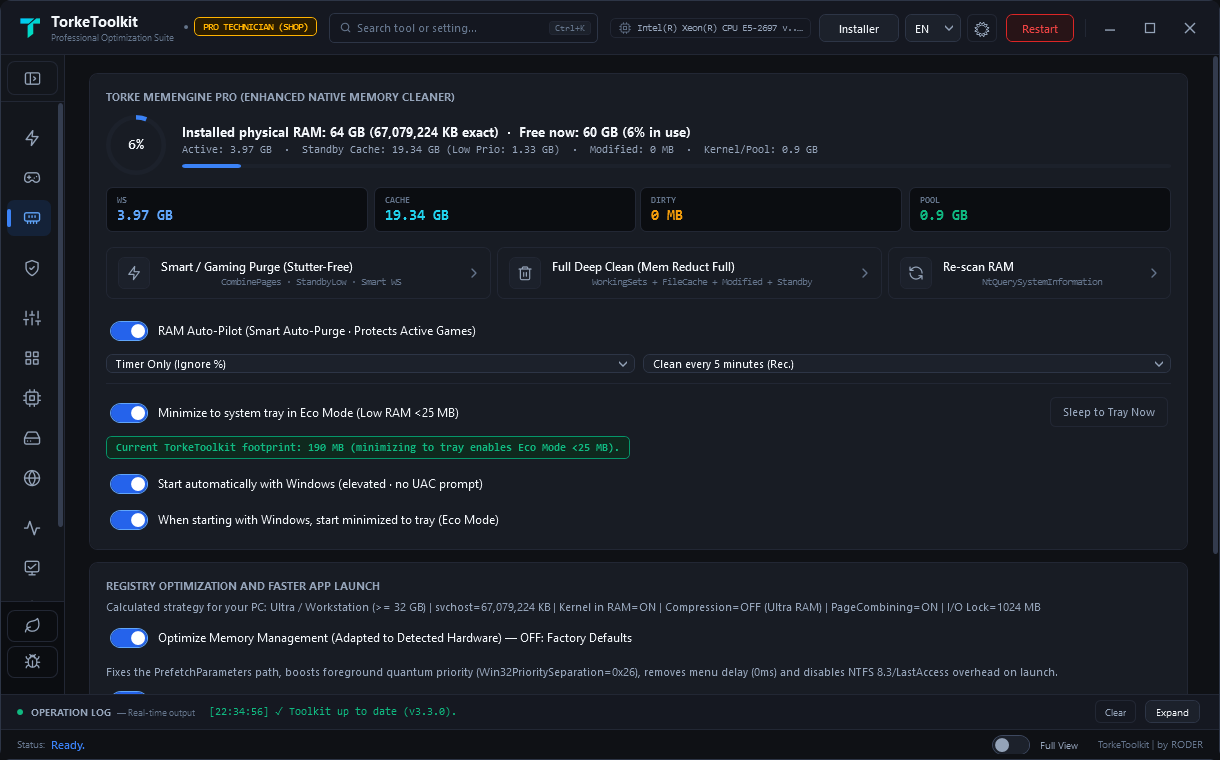 TorkeToolkit
Professional Optimization Suite
PRO TECHNICIAN (SHOP)
Search tool or setting...
Ctrl+K
Intel(R) Xeon(R) CPU E5-2697 v...
Installer
EN
Restart
TORKE MEMENGINE PRO (ENHANCED NATIVE MEMORY CLEANER)
6%
Installed physical RAM: 64 GB (67,079,224 KB exact) · Free now: 60 GB (6% in use)
Active: 3.97 GB · Standby Cache: 19.34 GB (Low Prio: 1.33 GB) · Modified: 0 MB · Kernel/Pool: 0.9 GB
WS
3.97 GB
CACHE
19.34 GB
DIRTY
0 MB
POOL
0.9 GB
Smart / Gaming Purge (Stutter-Free)
CombinePages · StandbyLow · Smart WS
Full Deep Clean (Mem Reduct Full)
WorkingSets + FileCache + Modified + Standby
Re-scan RAM
NtQuerySystemInformation
RAM Auto-Pilot (Smart Auto-Purge · Protects Active Games)
Timer Only (Ignore %)
Clean every 5 minutes (Rec.)
Minimize to system tray in Eco Mode (Low RAM <25 MB)
Sleep to Tray Now
Current TorkeToolkit footprint: 190 MB (minimizing to tray enables Eco Mode <25 MB).
Start automatically with Windows (elevated · no UAC prompt)
When starting with Windows, start minimized to tray (Eco Mode)
REGISTRY OPTIMIZATION AND FASTER APP LAUNCH
Calculated strategy for your PC: Ultra / Workstation (>= 32 GB) | svchost=67,079,224 KB | Kernel in RAM=ON | Compression=OFF (Ultra RAM) | PageCombining=ON | I/O Lock=1024 MB
Optimize Memory Management (Adapted to Detected Hardware) — OFF: Factory Defaults
Fixes the PrefetchParameters path, boosts foreground quantum priority (Win32PrioritySeparation=0x26), removes menu delay (0ms) and disables NTFS 8.3/LastAccess overhead on launch.
OPERATION LOG — Real-time output
[22:34:56] ✓ Toolkit up to date (v3.3.0).
Clear
Expand
Status: Ready.
Full View
TorkeToolkit | by RODER